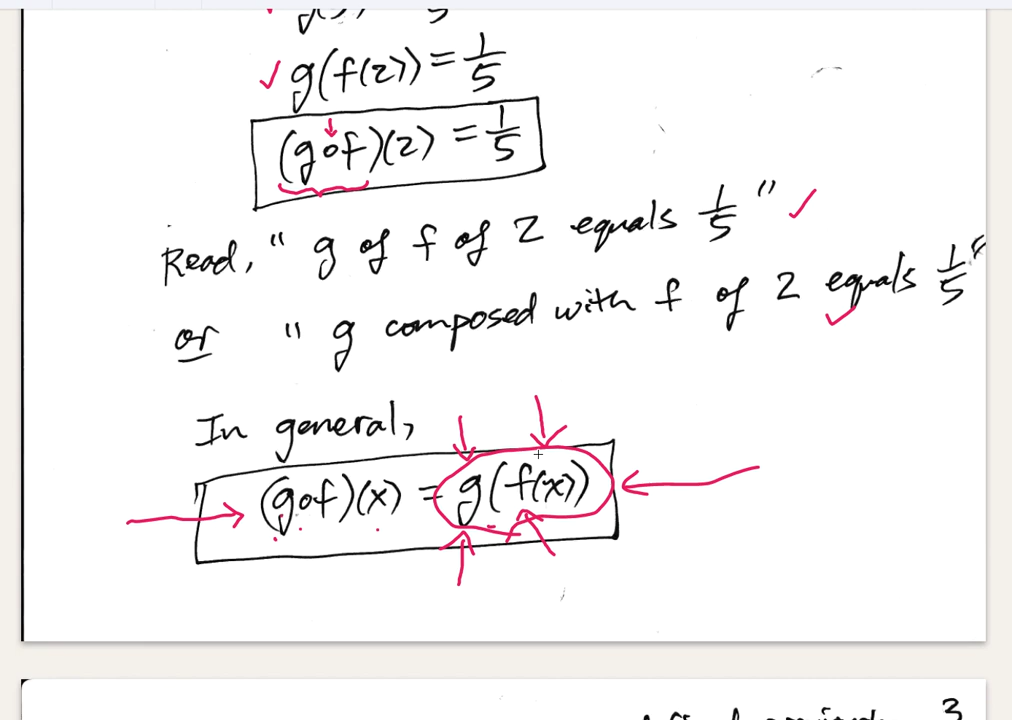 g(f(2)) = 1/5
(g∘f)(2) = 1/5
Read, " g of f of 2 equals 1/5 "
or " g composed with f of 2 equals 1/5 "
In general,
(g∘f)(x) = g(f(x))
3